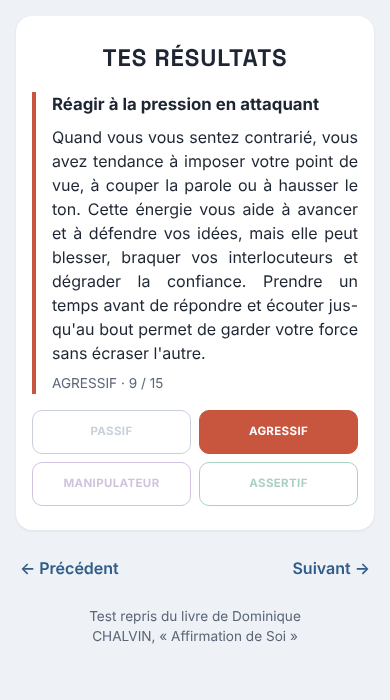 TES RÉSULTATS
Réagir à la pression en attaquant
Quand vous vous sentez contrarié, vous
avez tendance à imposer votre point de
vue, à couper la parole ou à hausser le
ton. Cette énergie vous aide à avancer
et à défendre vos idées, mais elle peut
blesser, braquer vos interlocuteurs et
dégrader la confiance. Prendre un
temps avant de répondre et écouter jus-
qu'au bout permet de garder votre force
sans écraser l'autre.
AGRESSIF · 9 / 15
PASSIF
AGRESSIF
MANIPULATEUR
ASSERTIF
← Précédent
Suivant →
Test repris du livre de Dominique
CHALVIN, « Affirmation de Soi »